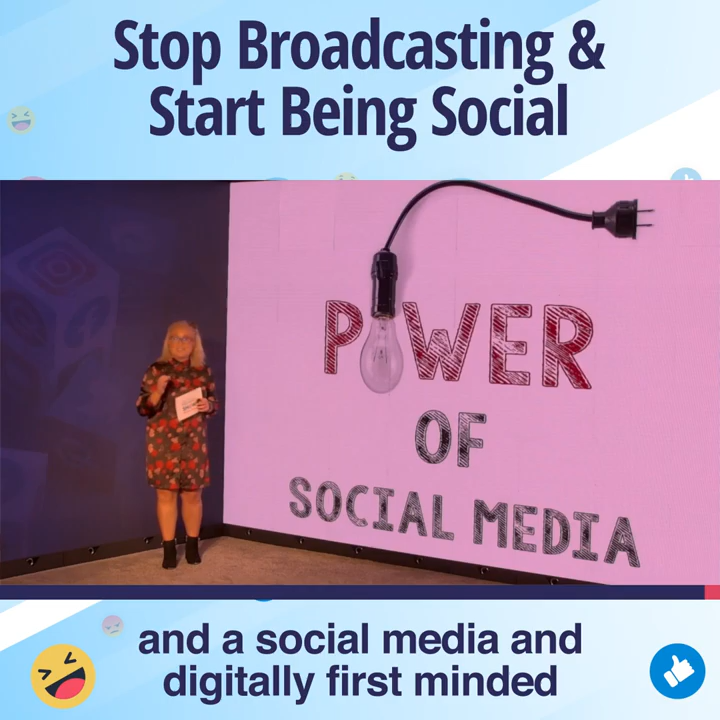 Stop Broadcasting &
Start Being Social
POWER
OF
SOCIAL MEDIA
and a social media and
digitally first minded